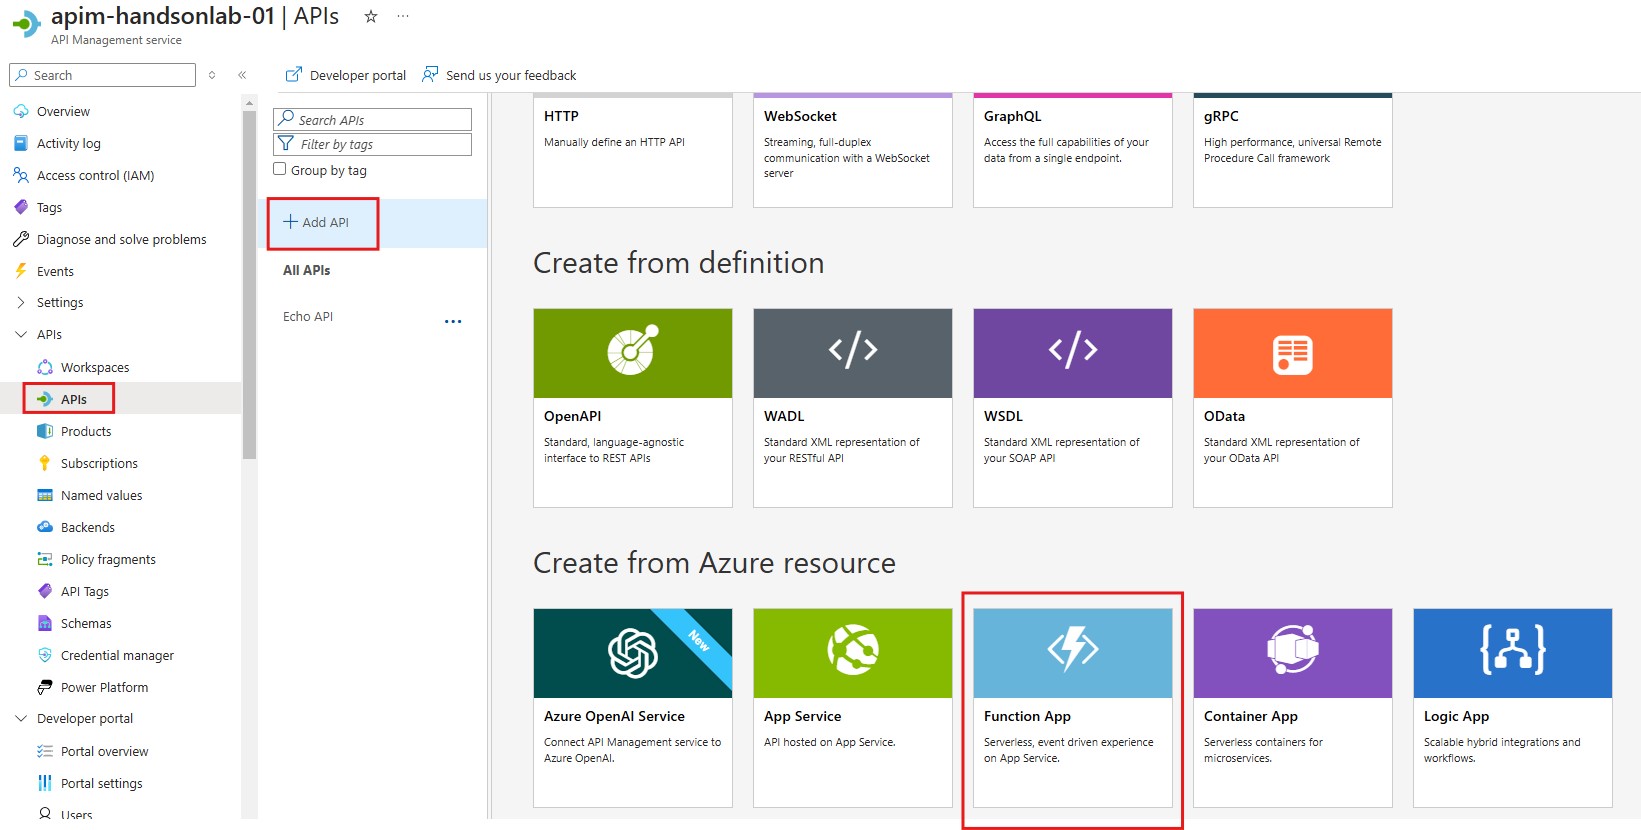 apim-handsonlab-01 | APIs
API Management service
Search
Developer portal
Send us your feedback
Overview
Activity log
Access control (IAM)
Tags
Diagnose and solve problems
Events
Settings
APIs
Workspaces
APIs
Products
Subscriptions
Named values
Backends
Policy fragments
API Tags
Schemas
Credential manager
Power Platform
Developer portal
Portal overview
Portal settings
Users
Search APIs
Filter by tags
Group by tag
+ Add API
All APIs
Echo API
HTTP
Manually define an HTTP API
WebSocket
Streaming, full-duplex
communication with a WebSocket
server
GraphQL
Access the full capabilities of your
data from a single endpoint.
gRPC
High performance, universal Remote
Procedure Call framework
Create from definition
OpenAPI
Standard, language-agnostic
interface to REST APIs
WADL
Standard XML representation of
your RESTful API
WSDL
Standard XML representation of
your SOAP API
OData
Standard XML representation of
your OData API
Create from Azure resource
New
Azure OpenAI Service
Connect API Management service to
Azure OpenAI.
App Service
API hosted on App Service.
Function App
Serverless, event driven experience
on App Service.
Container App
Serverless containers for
microservices.
Logic App
Scalable hybrid integrations and
workflows.